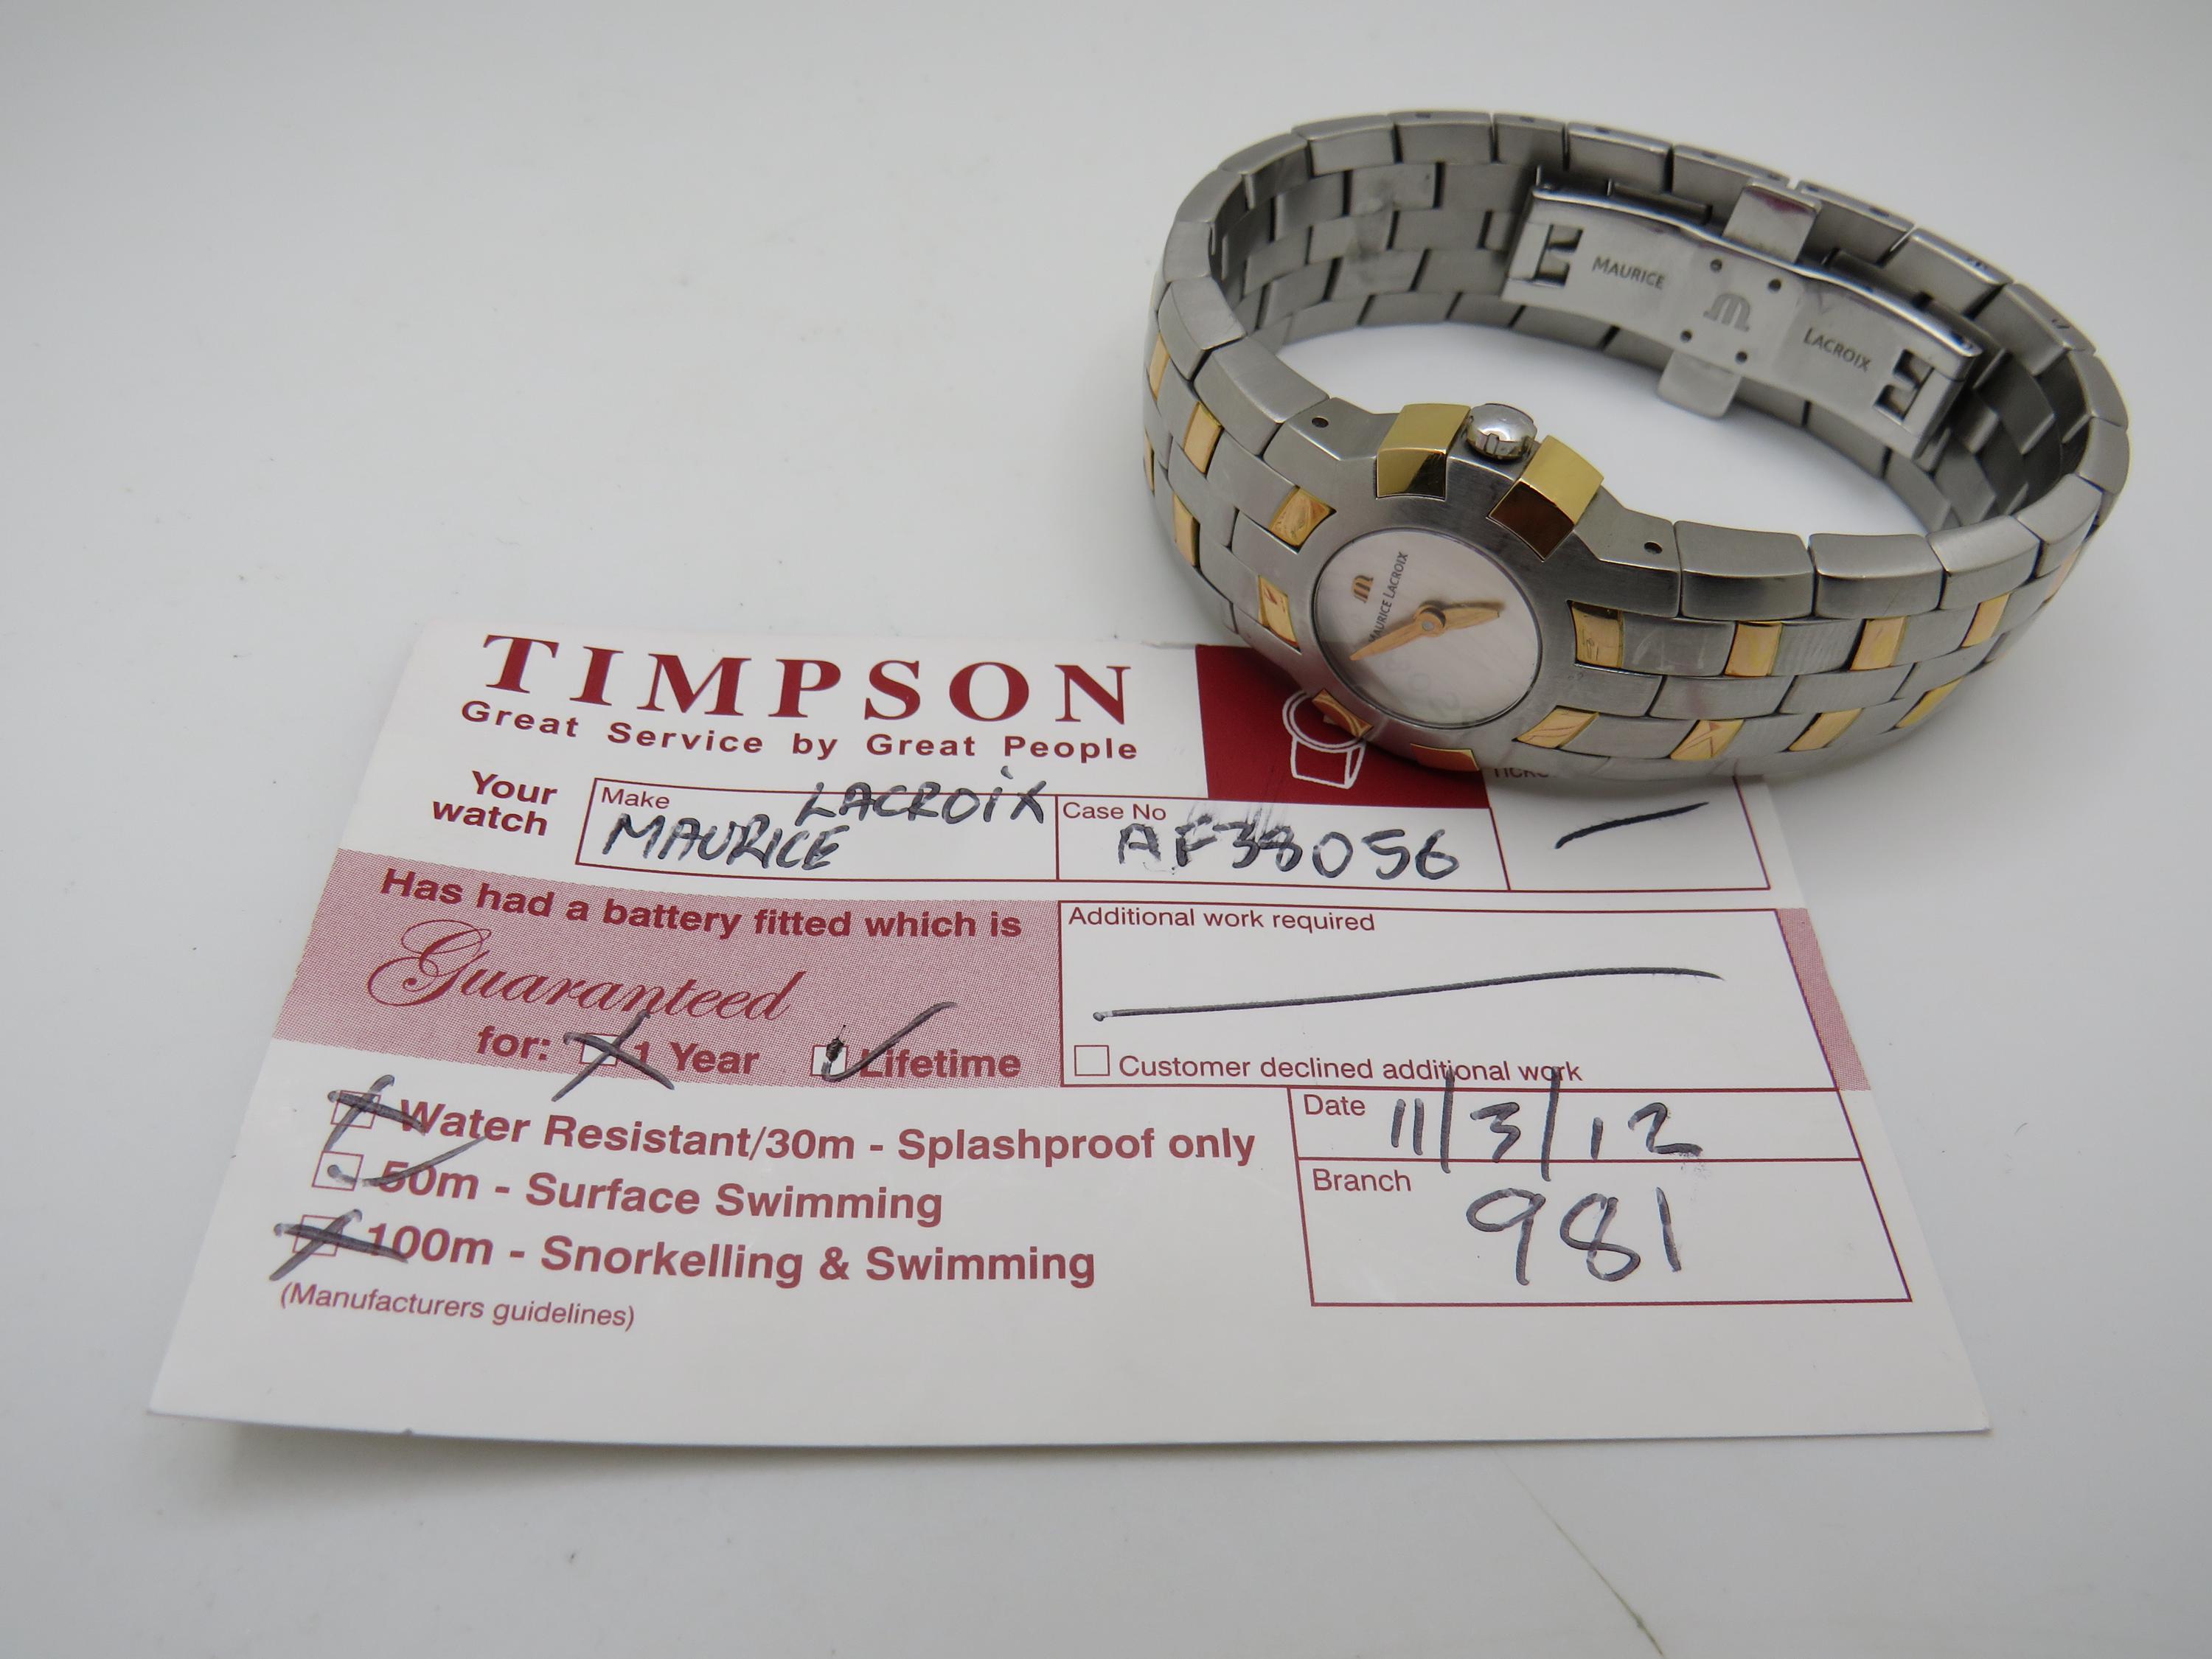 MAURICE
LACROIX
MAURICE LACROIX
TIMPSON
Great Service by Great People
Your
watch
Make
LACROIX
MAURICE
Case No
AF38056
Has had a battery fitted which is
Guaranteed
for: 1 Year Lifetime
Additional work required
Customer declined additional work
Water Resistant/30m - Splashproof only
50m - Surface Swimming
100m - Snorkelling & Swimming
(Manufacturers guidelines)
Date 11/3/12
Branch
981